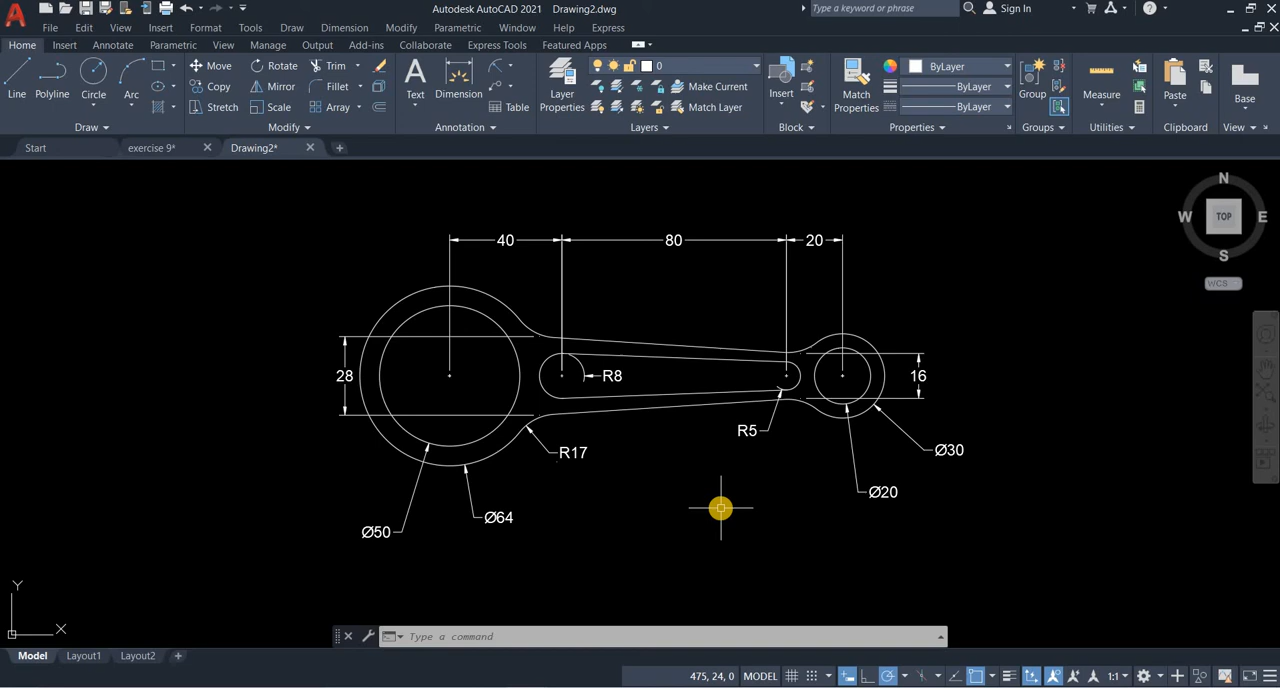 Autodesk AutoCAD 2021 Drawing2.dwg
Type a keyword or phrase
Sign In
File Edit View Insert Format Tools Draw Dimension Modify Parametric Window Help Express
Home Insert Annotate Parametric View Manage Output Add-ins Collaborate Express Tools Featured Apps
Line Polyline Circle Arc
Move Rotate Trim
Copy Mirror Fillet
Stretch Scale Array
Text Dimension Table
Layer Properties
0
Make Current
Match Layer
Insert
Match Properties
ByLayer
ByLayer
ByLayer
Group
Measure
Paste
Base
Draw Modify Annotation Layers Block Properties Groups Utilities Clipboard View
Start exercise 9* Drawing2*
N
W TOP E
S
WCS
40 80 20
28
R8
16
R5
R17
Ø30
Ø20
Ø64
Ø50
Y
X
Type a command
Model Layout1 Layout2
475, 24, 0 MODEL 1:1